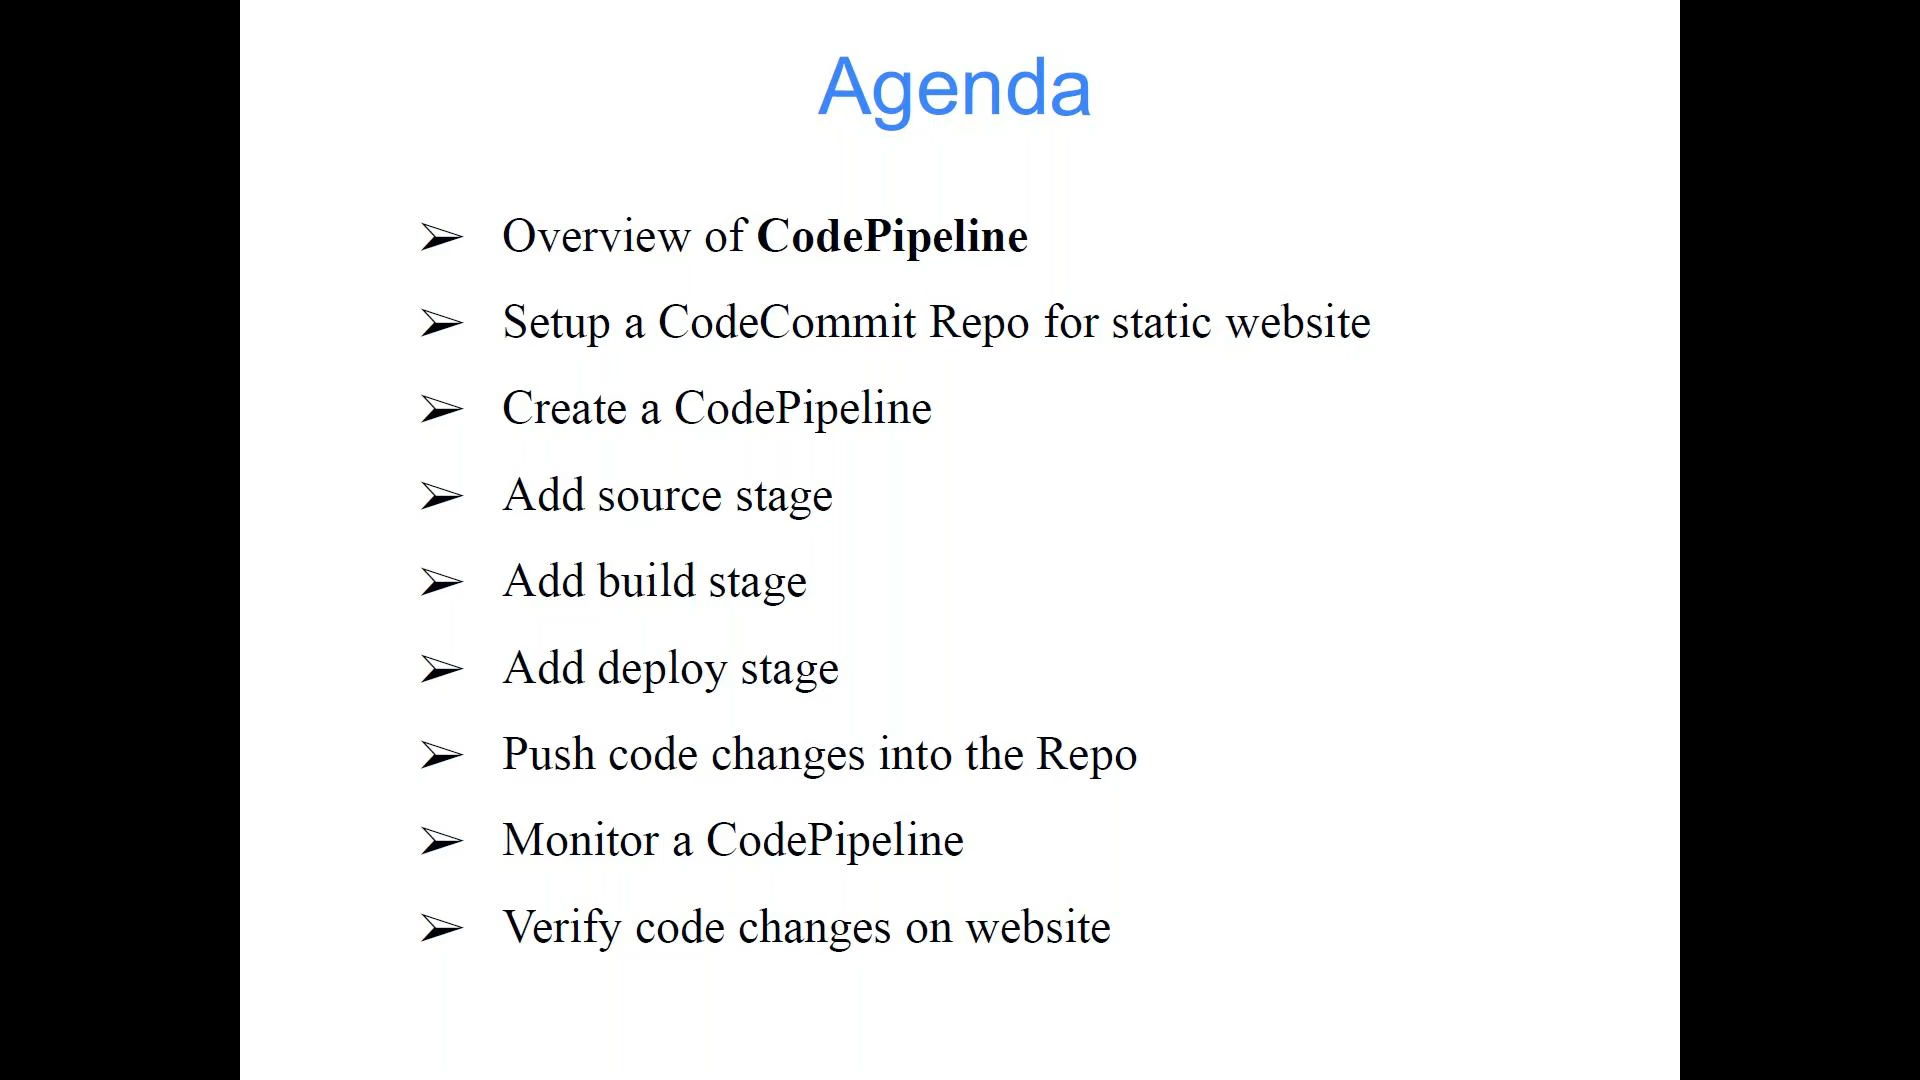 Agenda
➢ Overview of CodePipeline
➢ Setup a CodeCommit Repo for static website
➢ Create a CodePipeline
➢ Add source stage
➢ Add build stage
➢ Add deploy stage
➢ Push code changes into the Repo
➢ Monitor a CodePipeline
➢ Verify code changes on website